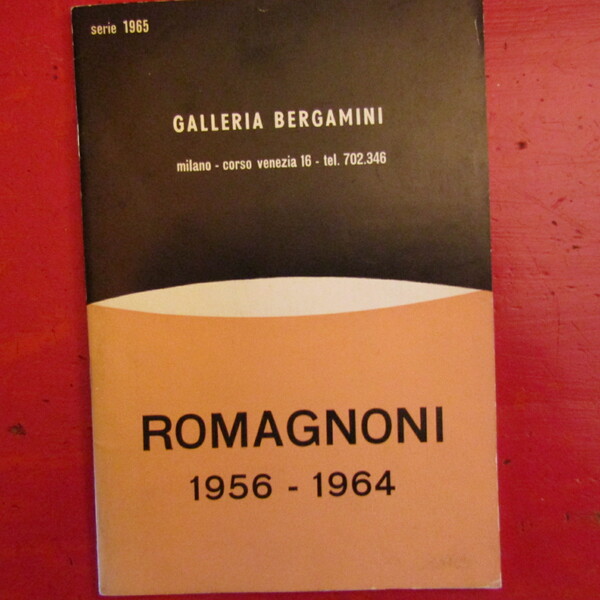 serie 1965
GALLERIA BERGAMINI
milano - corso venezia 16 - tel. 702.346
ROMAGNONI
1956 - 1964